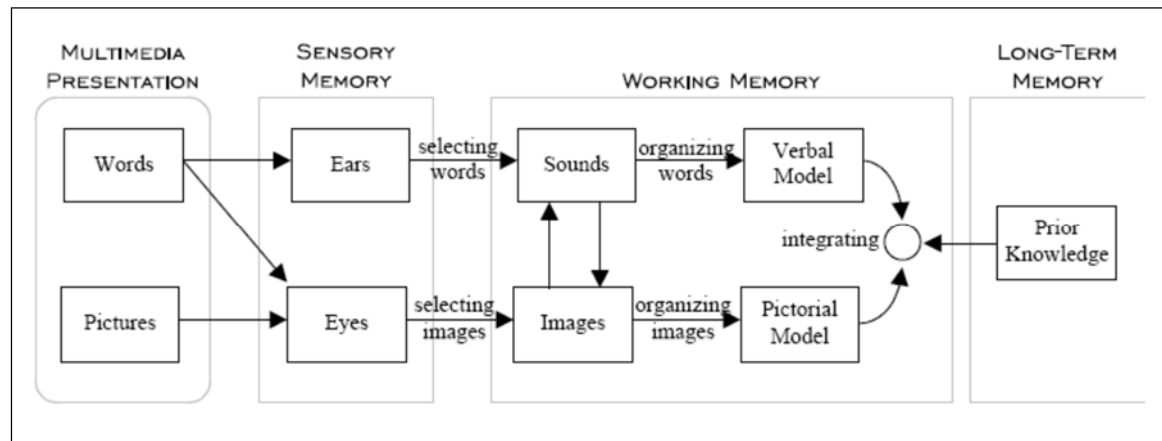 MULTIMEDIA
PRESENTATION
SENSORY
MEMORY
WORKING MEMORY
LONG-TERM
MEMORY
Words
Ears
selecting
words
Sounds
organizing
words
Verbal
Model
integrating
Prior
Knowledge
Pictures
Eyes
selecting
images
Images
organizing
images
Pictorial
Model